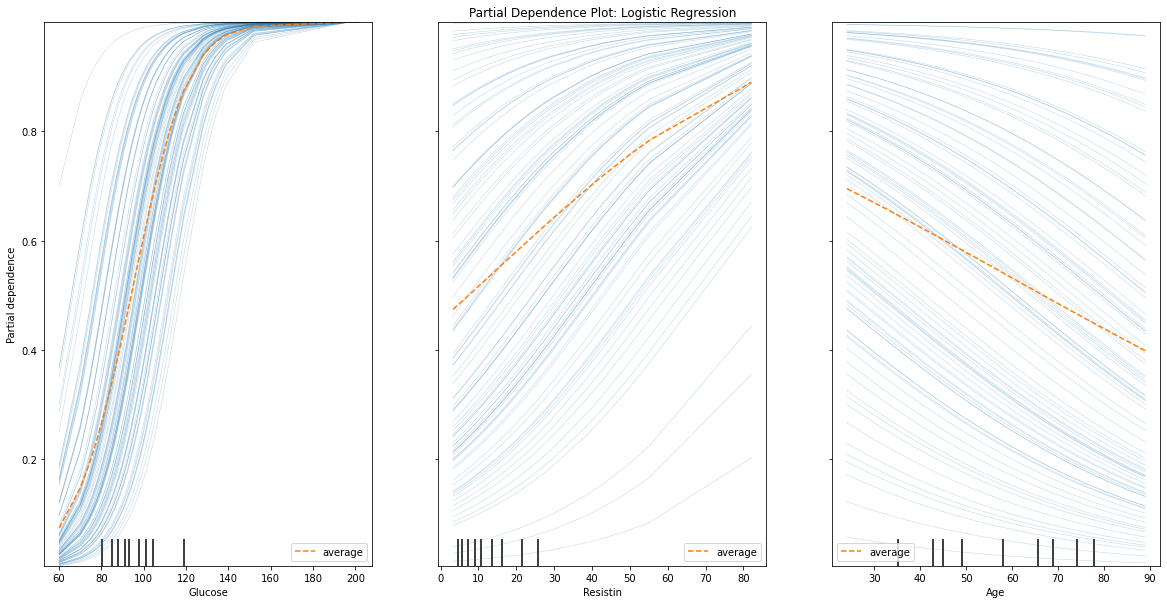 Partial Dependence Plot: Logistic Regression
Partial dependence
0.8
0.6
0.4
0.2
average
60 80 100 120 140 160 180 200
Glucose
average
0 10 20 30 40 50 60 70 80
Resistin
average
30 40 50 60 70 80 90
Age